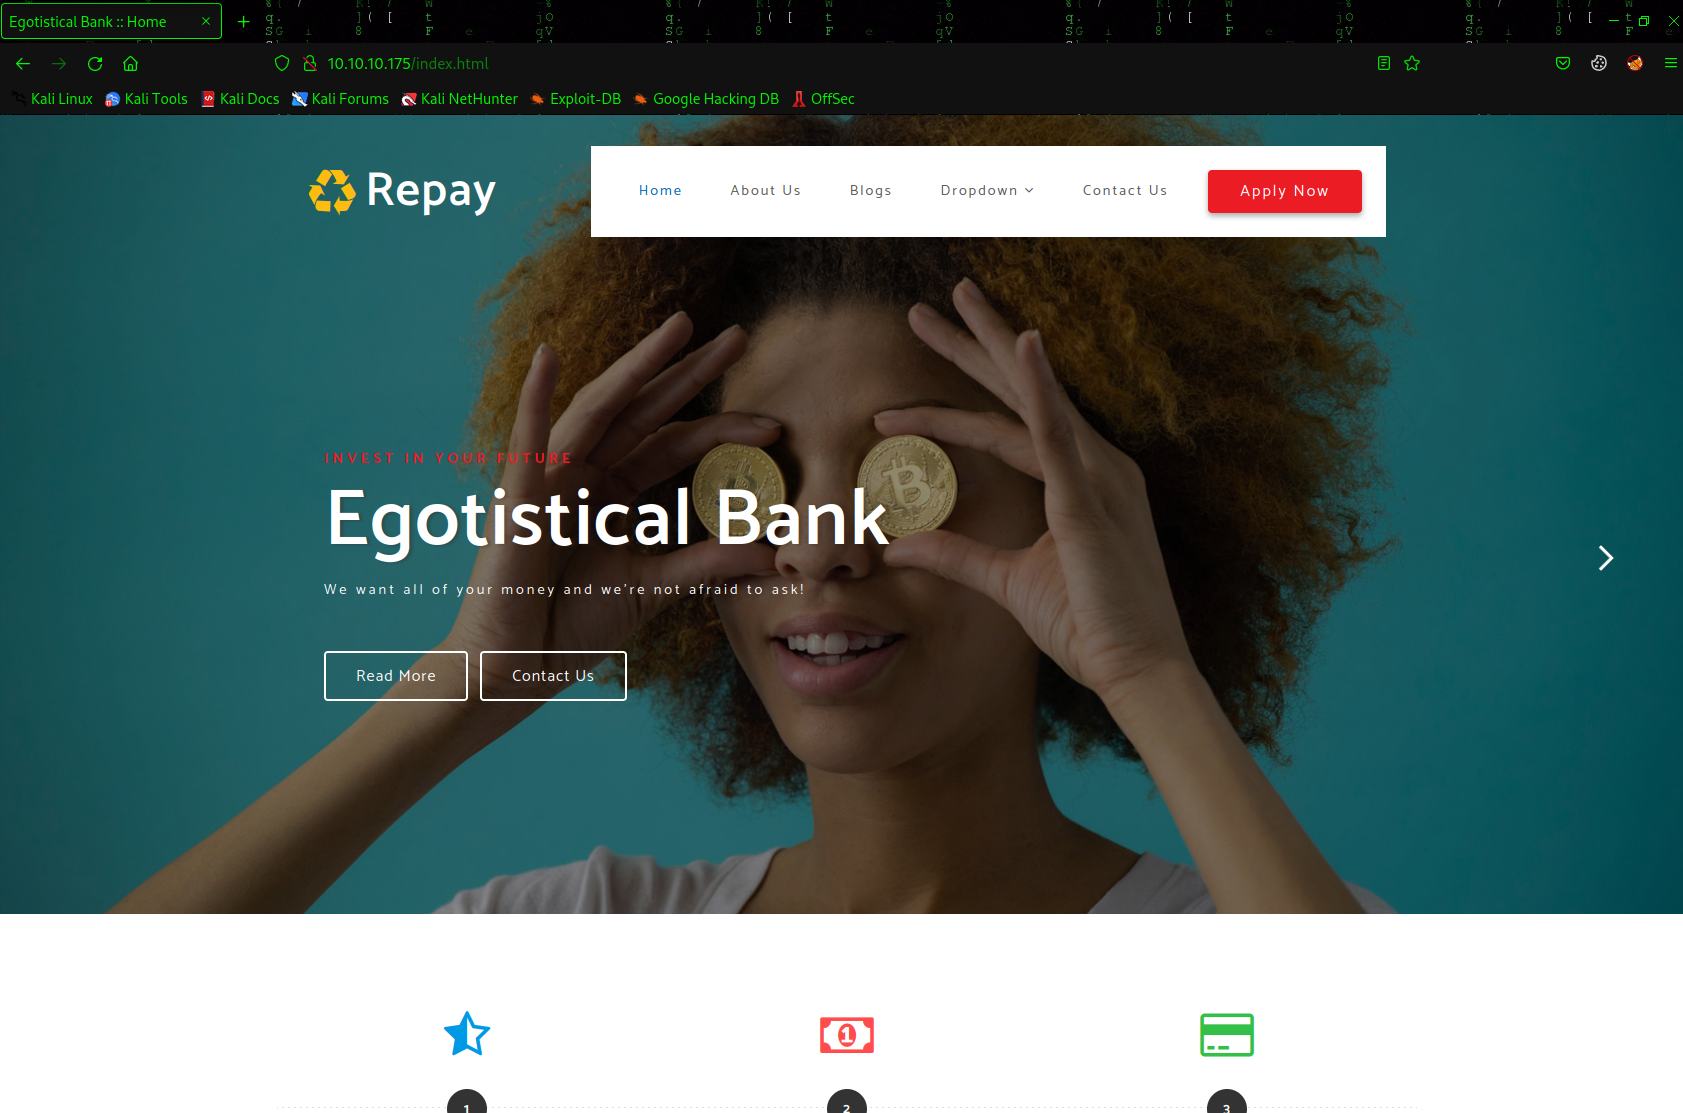 Egotistical Bank :: Home
10.10.10.175/index.html
Kali Linux Kali Tools Kali Docs Kali Forums Kali NetHunter Exploit-DB Google Hacking DB OffSec
Repay
Home About Us Blogs Dropdown Contact Us Apply Now
INVEST IN YOUR FUTURE
Egotistical Bank
We want all of your money and we're not afraid to ask!
Read More Contact Us
1
1 2 3